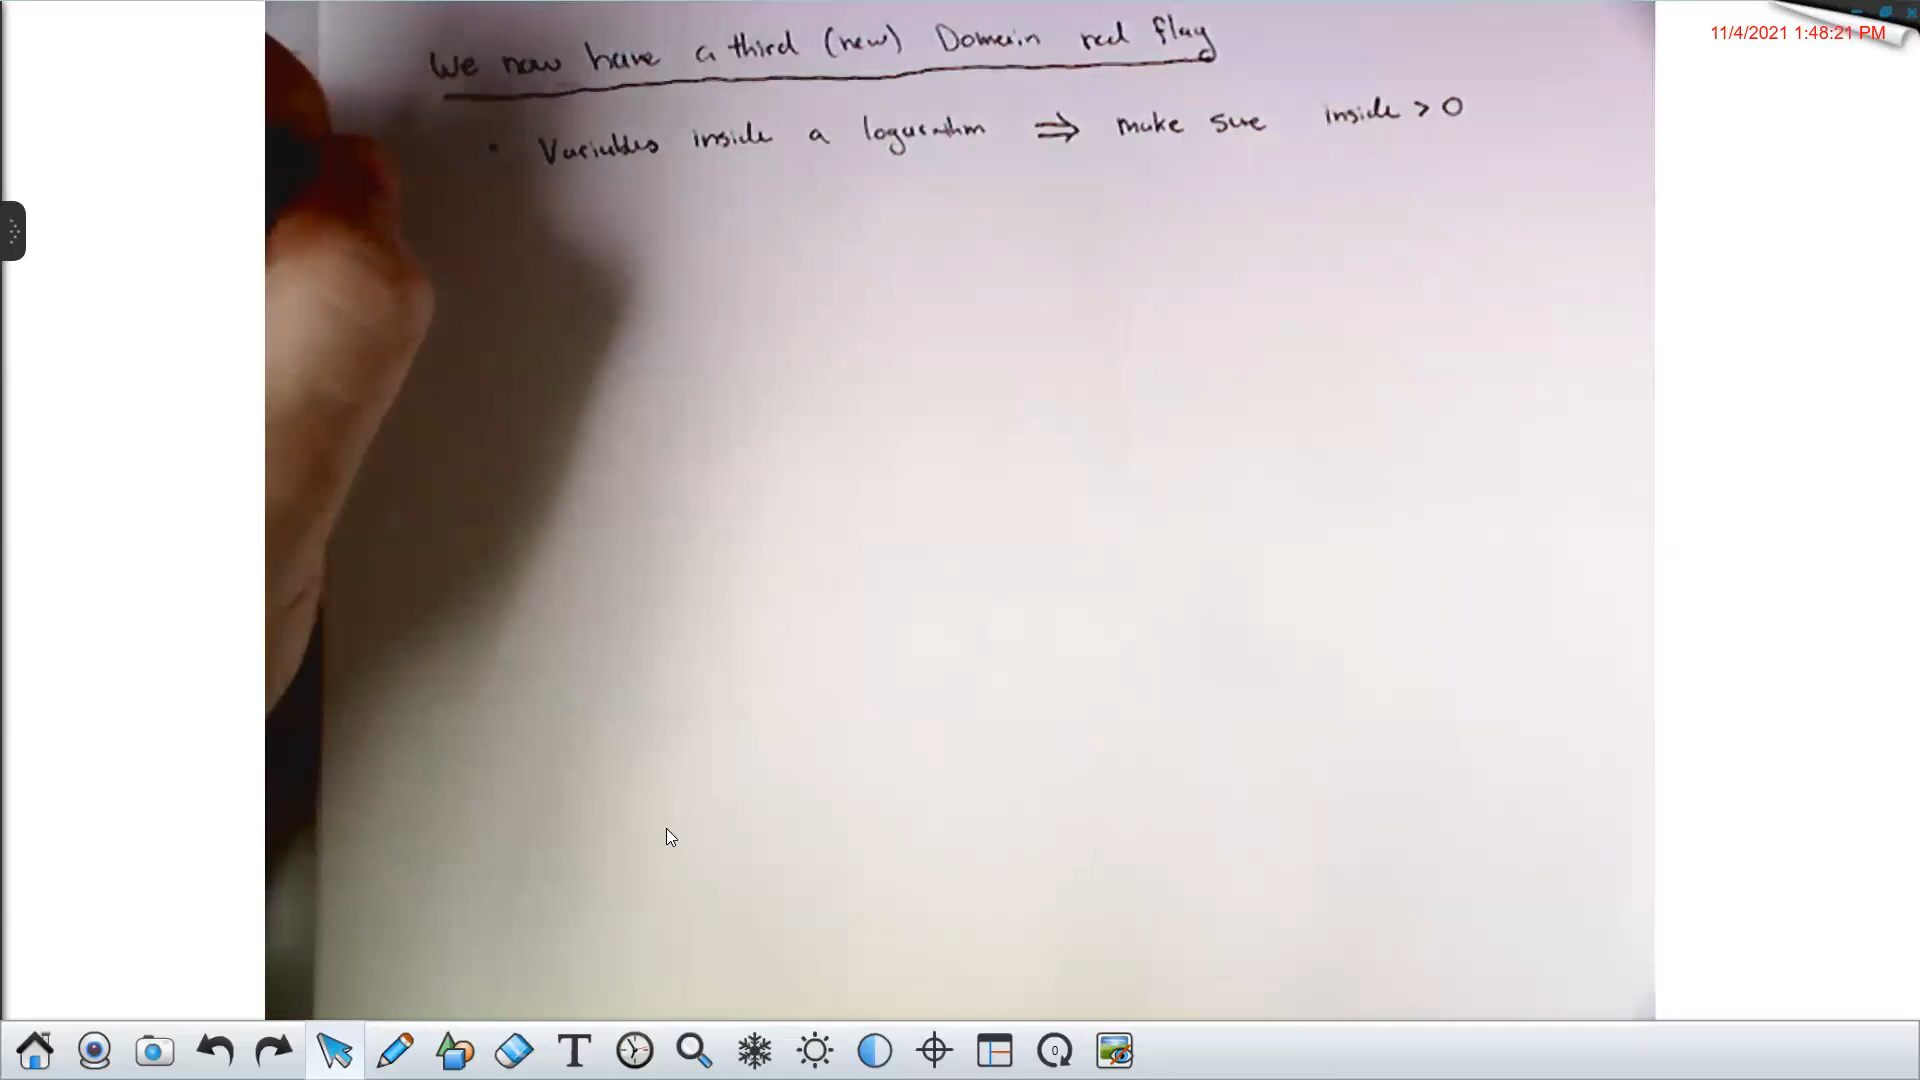 11/4/2021 1:48:21 PM
We now have a third (new) Domain red flag
• Variables inside a logarithm ⇒ make sure inside > 0
T
0